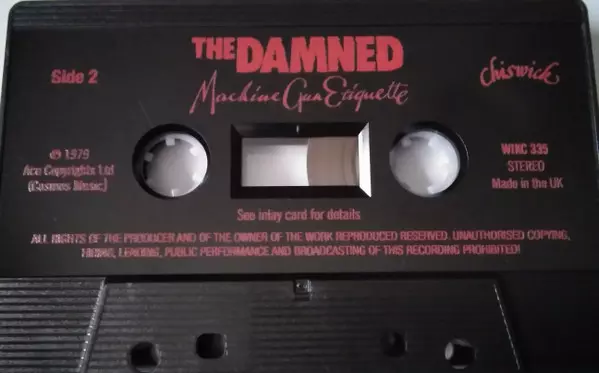 THE DAMNED
Side 2
Machine Gun Etiquette
chiswick
℗ 1979
Ace Copyrights Ltd
(Cosmos Music)
WIKC 335
STEREO
Made in the UK
See inlay card for details
ALL RIGHTS OF THE PRODUCER AND OF THE OWNER OF THE WORK REPRODUCED RESERVED. UNAUTHORISED COPYING,
HIRING, LENDING, PUBLIC PERFORMANCE AND BROADCASTING OF THIS RECORDING PROHIBITED!